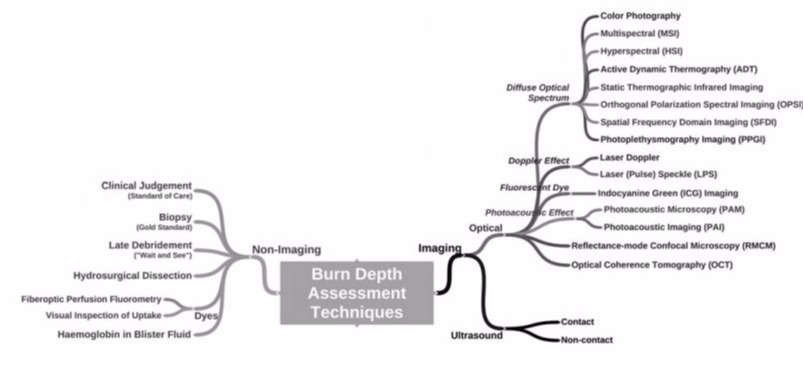 Color Photography
Multispectral (MSI)
Hyperspectral (HSI)
Active Dynamic Thermography (ADT)
Diffuse Optical
Spectrum
Static Thermographic Infrared Imaging
Orthogonal Polarization Spectral Imaging (OPSI)
Spatial Frequency Domain Imaging (SFDI)
Photoplethysmography Imaging (PPGI)
Doppler Effect
Laser Doppler
Laser (Pulse) Speckle (LPS)
Fluorescent Dye
Indocyanine Green (ICG) Imaging
Photoacoustic Effect
Photoacoustic Microscopy (PAM)
Photoacoustic Imaging (PAI)
Optical
Reflectance-mode Confocal Microscopy (RMCM)
Optical Coherence Tomography (OCT)
Imaging
Ultrasound
Contact
Non-contact
Burn Depth
Assessment
Techniques
Non-Imaging
Clinical Judgement
(Standard of Care)
Biopsy
(Gold Standard)
Late Debridement
("Wait and See")
Hydrosurgical Dissection
Fiberoptic Perfusion Fluorometry
Visual Inspection of Uptake
Dyes
Haemoglobin in Blister Fluid